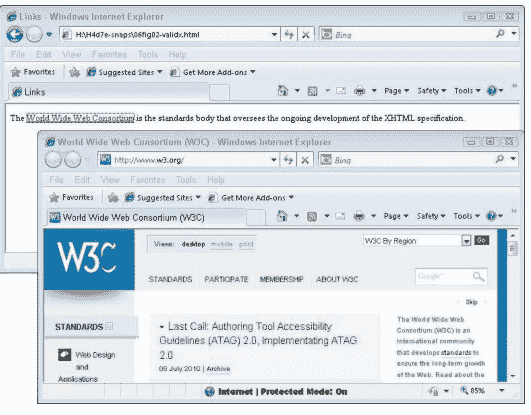 Links - Windows Internet Explorer
H:\H4d7e-snaps\06fig02-validx.html
Bing
File Edit View Favorites Tools Help
Favorites Suggested Sites Get More Add-ons
Links Page Safety Tools
The World Wide Web Consortium is the standards body that oversees the ongoing development of the XHTML specification.
World Wide Web Consortium (W3C) - Windows Internet Explorer
http://www.w3.org/
Bing
File Edit View Favorites Tools Help
Favorites Suggested Sites Get More Add-ons
World Wide Web Consortium (W3C) Page Safety Tools
W3C
Views: desktop mobile print
W3C By Region Go
STANDARDS PARTICIPATE MEMBERSHIP ABOUT W3C
Google
Skip
STANDARDS
Web Design
and
Applications
Last Call: Authoring Tool Accessibility
Guidelines (ATAG) 2.0, Implementing ATAG
2.0
08 July 2010 | Archive
The World Wide Web
Consortium (W3C) is an
international community
that develops standards to
ensure the long-term growth
of the Web. Read about the
Internet | Protected Mode: On
85%